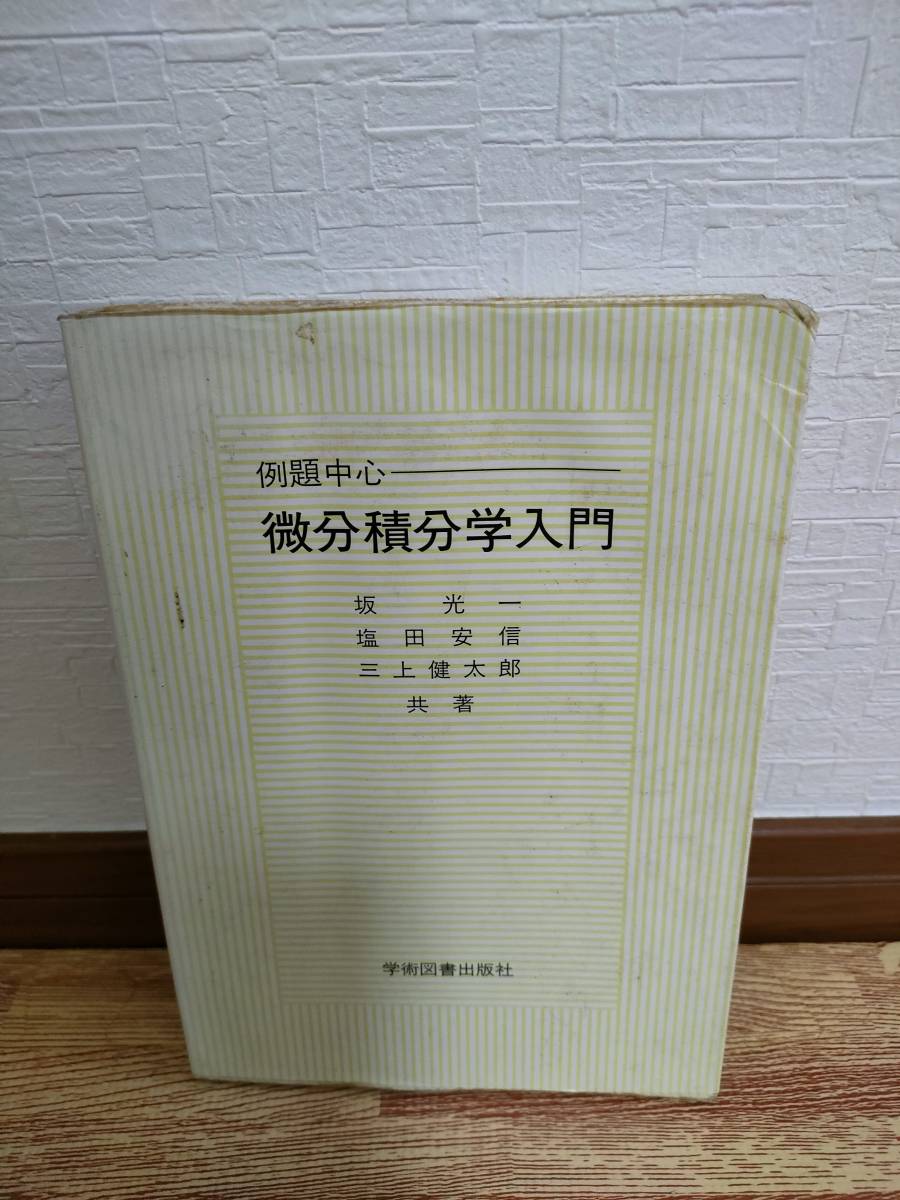 例題中心
微分積分学入門
坂 光一
塩田安信
三上健太郎
共著
学術図書出版社